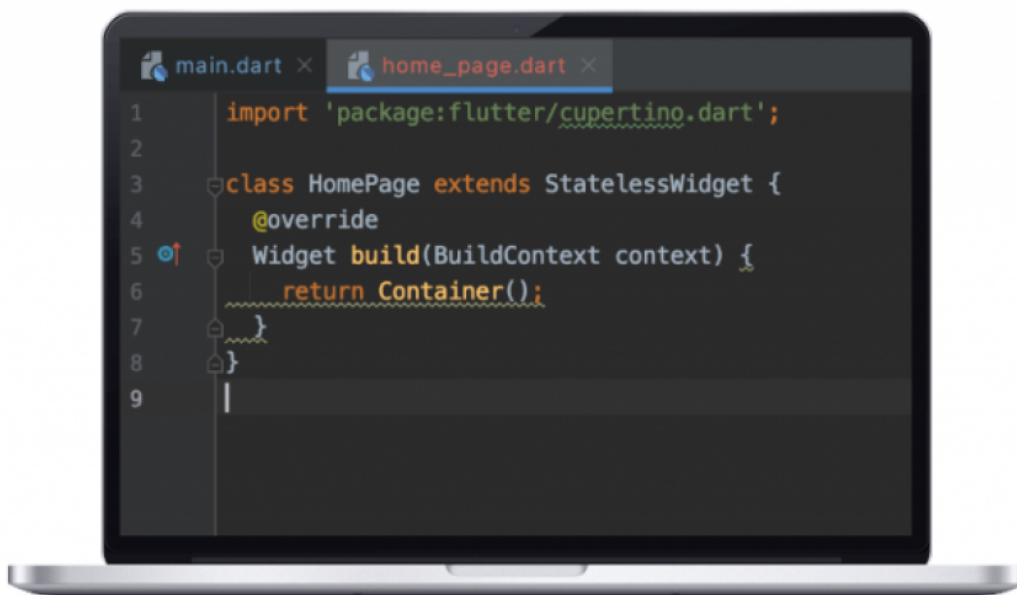 main.dart home_page.dart
1 import 'package:flutter/cupertino.dart';
2
3 class HomePage extends StatelessWidget {
4 @override
5 Widget build(BuildContext context) {
6 return Container();
7 }
8 }
9